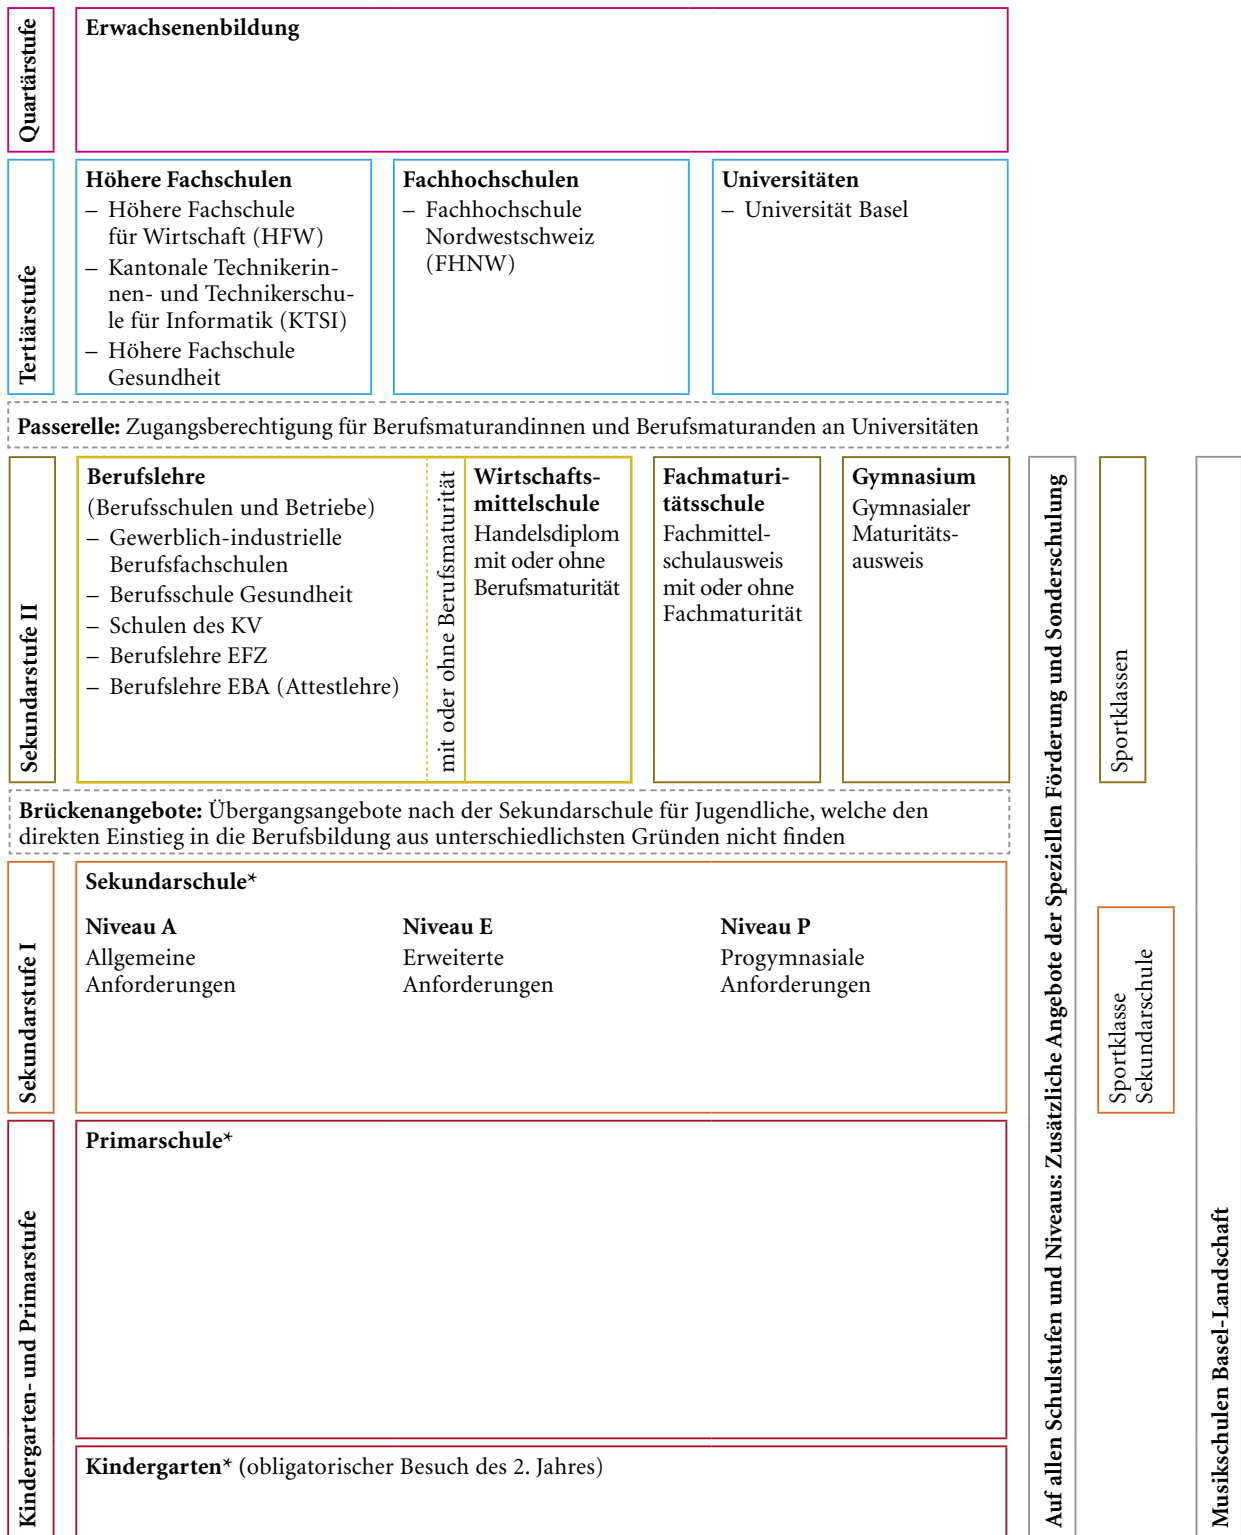 Quartärstufe
Erwachsenenbildung
Tertiärstufe
Höhere Fachschulen
– Höhere Fachschule
für Wirtschaft (HFW)
– Kantonale Technikerin-
nen- und Technikerschu-
le für Informatik (KTSI)
– Höhere Fachschule
Gesundheit
Fachhochschulen
– Fachhochschule
Nordwestschweiz
(FHNW)
Universitäten
– Universität Basel
Passerelle: Zugangsberechtigung für Berufsmaturandinnen und Berufsmaturanden an Universitäten
Sekundarstufe II
Berufslehre
(Berufsschulen und Betriebe)
– Gewerblich-industrielle
Berufsfachschulen
– Berufsschule Gesundheit
– Schulen des KV
– Berufslehre EFZ
– Berufslehre EBA (Attestlehre)
mit oder ohne Berufsmaturität
Wirtschafts-
mittelschule
Handelsdiplom
mit oder ohne
Berufsmaturität
Fachmaturi-
tätsschule
Fachmittel-
schulausweis
mit oder ohne
Fachmaturität
Gymnasium
Gymnasialer
Maturitäts-
ausweis
Brückenangebote: Übergangsangebote nach der Sekundarschule für Jugendliche, welche den
direkten Einstieg in die Berufsbildung aus unterschiedlichsten Gründen nicht finden
Sekundarstufe I
Sekundarschule*
Niveau A
Allgemeine
Anforderungen
Niveau E
Erweiterte
Anforderungen
Niveau P
Progymnasiale
Anforderungen
Kindergarten- und Primarstufe
Primarschule*
Kindergarten* (obligatorischer Besuch des 2. Jahres)
Auf allen Schulstufen und Niveaus: Zusätzliche Angebote der Speziellen Förderung und Sonderschulung
Sportklassen
Sportklasse
Sekundarschule
Musikschulen Basel-Landschaft